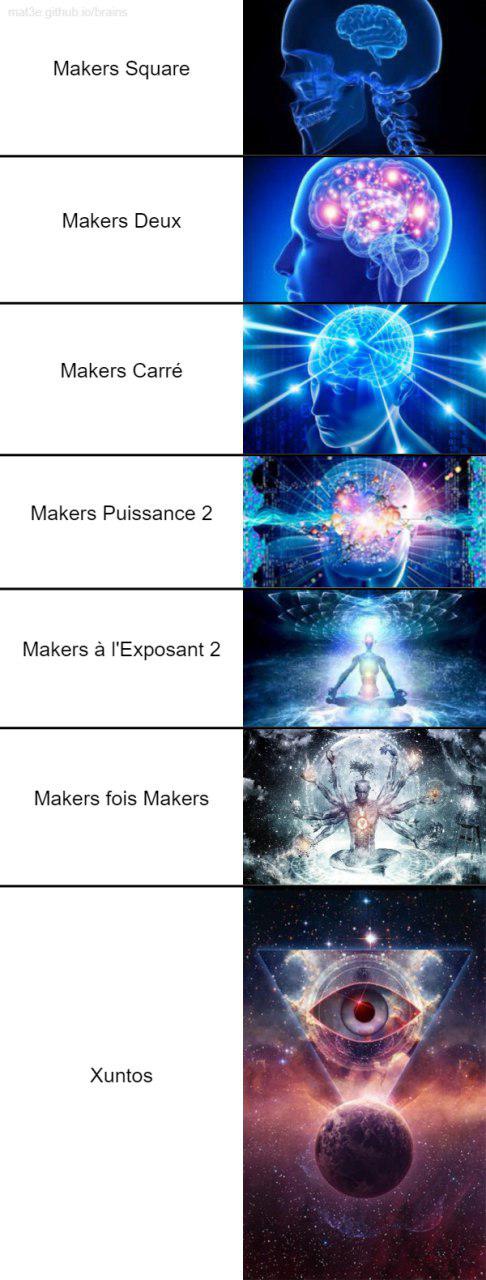 mat3e.github.io/brains
Makers Square
Makers Deux
Makers Carré
Makers Puissance 2
Makers à l'Exposant 2
Makers fois Makers
Xuntos